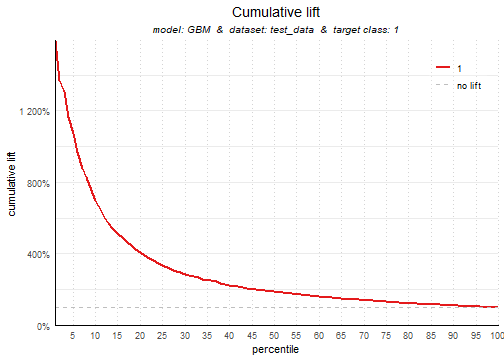 Cumulative lift
model: GBM & dataset: test_data & target class: 1
1
no lift
cumulative lift
1 200%
800%
400%
0%
5 10 15 20 25 30 35 40 45 50 55 60 65 70 75 80 85 90 95 100
percentile